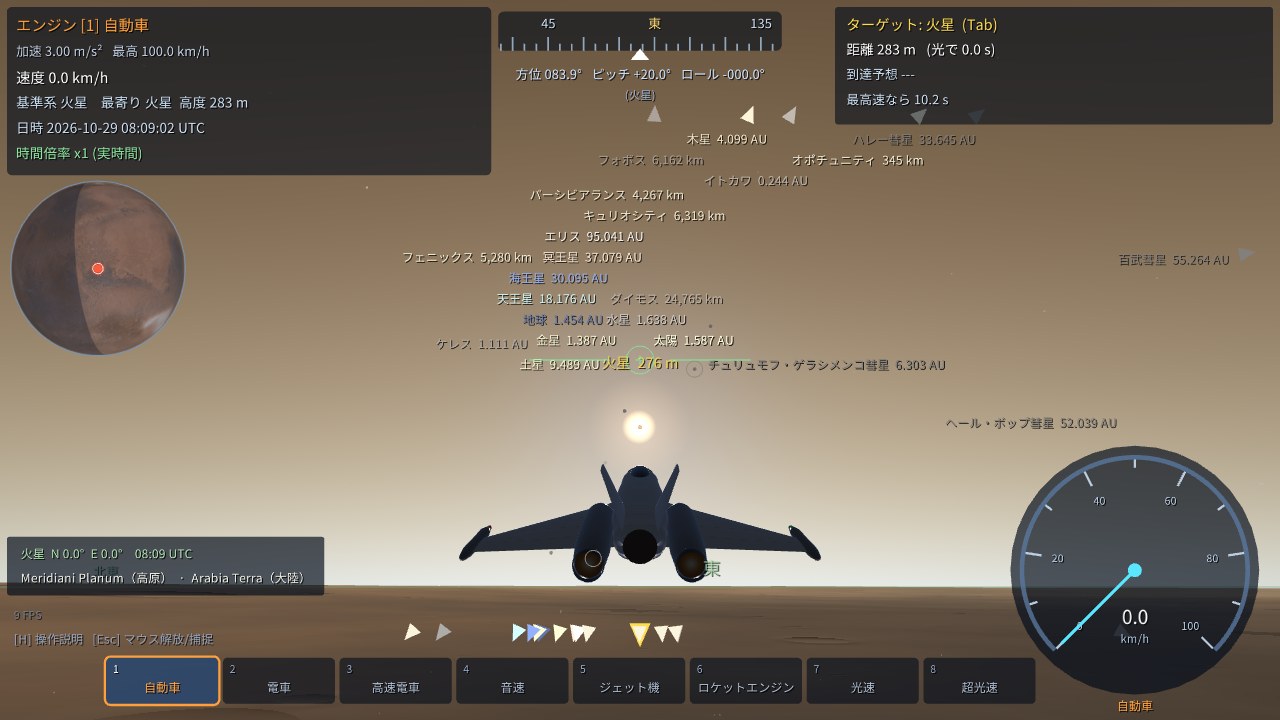 エンジン [1] 自動車
加速 3.00 m/s² 最高 100.0 km/h
速度 0.0 km/h
基準系 火星 最寄り 火星 高度 283 m
日時 2026-10-29 08:09:02 UTC
時間倍率 x1 (実時間)
45 東 135
方位 083.9° ピッチ +20.0° ロール -000.0°
(火星)
ターゲット: 火星 (Tab)
距離 283 m (光で 0.0 s)
到達予想 ---
最高速なら 10.2 s
木星 4.099 AU
ハレー彗星 33.645 AU
フォボス 6,162 km
オポチュニティ 345 km
イトカワ 0.244 AU
パーシビアランス 4,267 km
キュリオシティ 6,319 km
エリス 95.041 AU
フェニックス 5,280 km
冥王星 37.079 AU
百武彗星 55.264 AU
海王星 30.095 AU
天王星 18.176 AU
ダイモス 24,765 km
地球 1.454 AU
水星 1.638 AU
ケレス 1.111 AU
金星 1.387 AU
太陽 1.587 AU
土星 9.489 AU
火星 276 m
チュリュモフ・ゲラシメンコ彗星 6.303 AU
ヘール・ボップ彗星 52.039 AU
火星 N 0.0° E 0.0° 08:09 UTC
北東
Meridiani Planum（高原） · Arabia Terra（大陸）
東
9 FPS
[H] 操作説明 [Esc] マウス解放/捕捉
0 20 40 60 80 100
0.0
km/h
自動車
1 自動車
2 電車
3 高速電車
4 音速
5 ジェット機
6 ロケットエンジン
7 光速
8 超光速